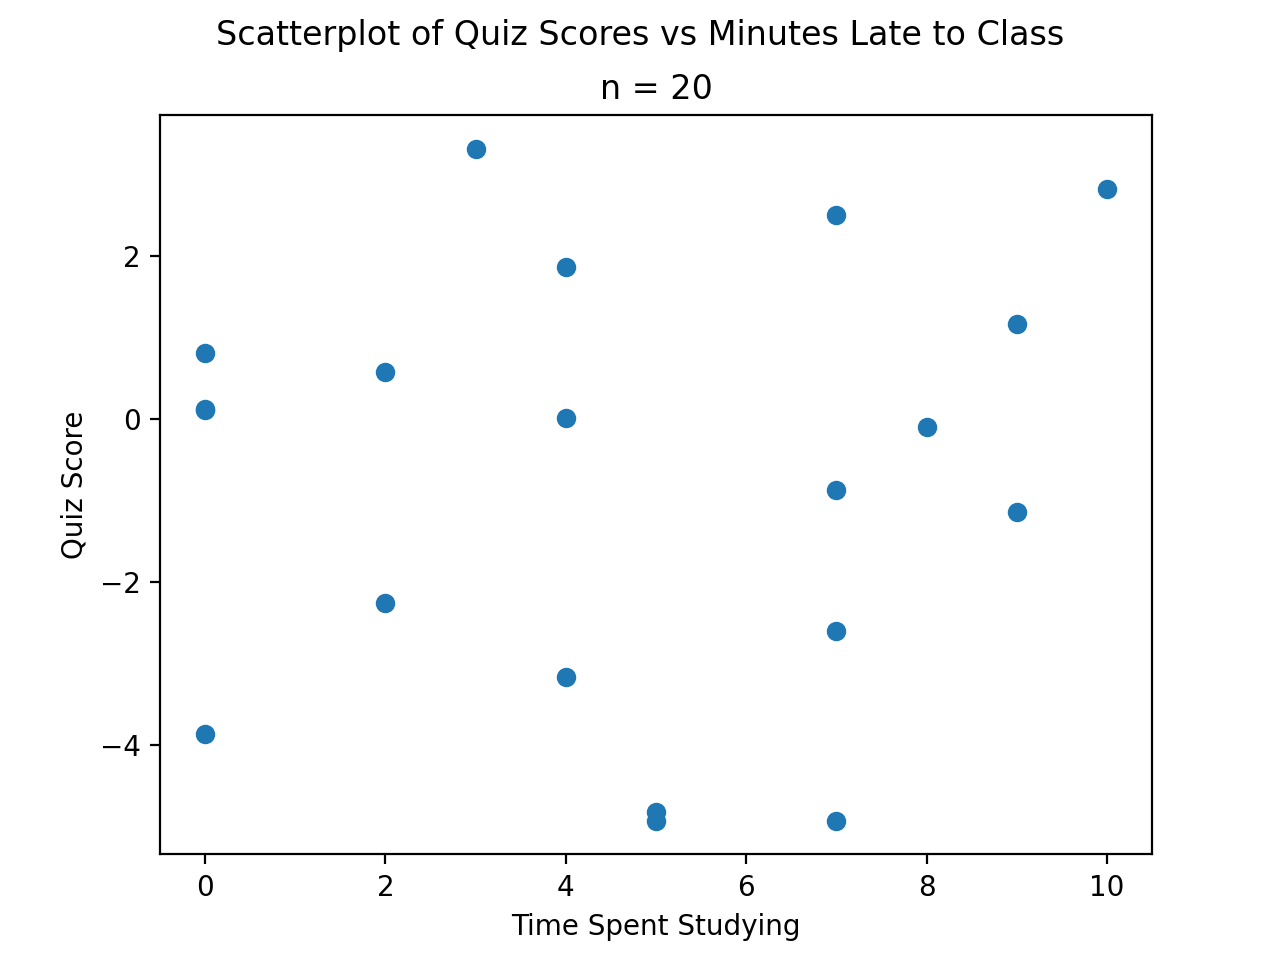 Scatterplot of Quiz Scores vs Minutes Late to Class
n = 20
2
0
−2
−4
Quiz Score
0 2 4 6 8 10
Time Spent Studying